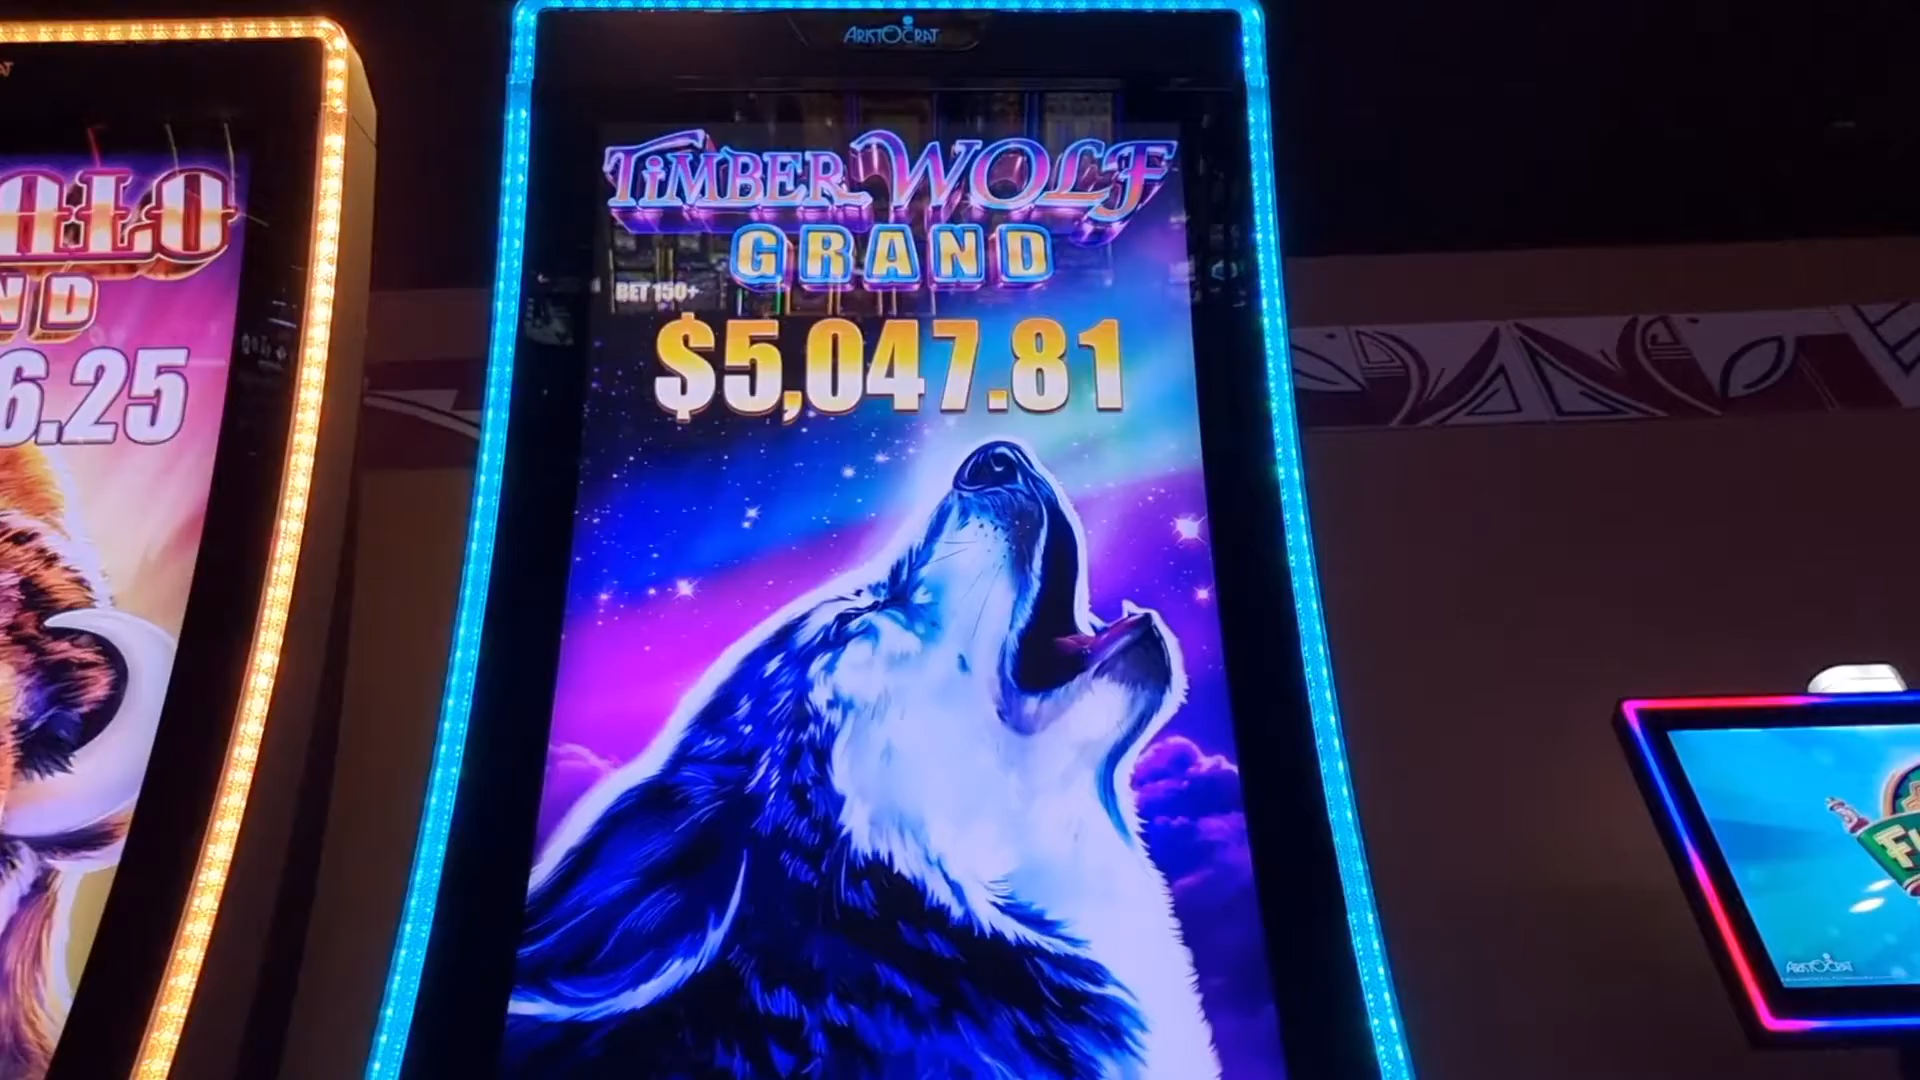 ARISTOCRAT
TiMBER WOLF
GRAND
BET 150+
$5,047.81
ALO
ND
6.25
ARISTOCRAT